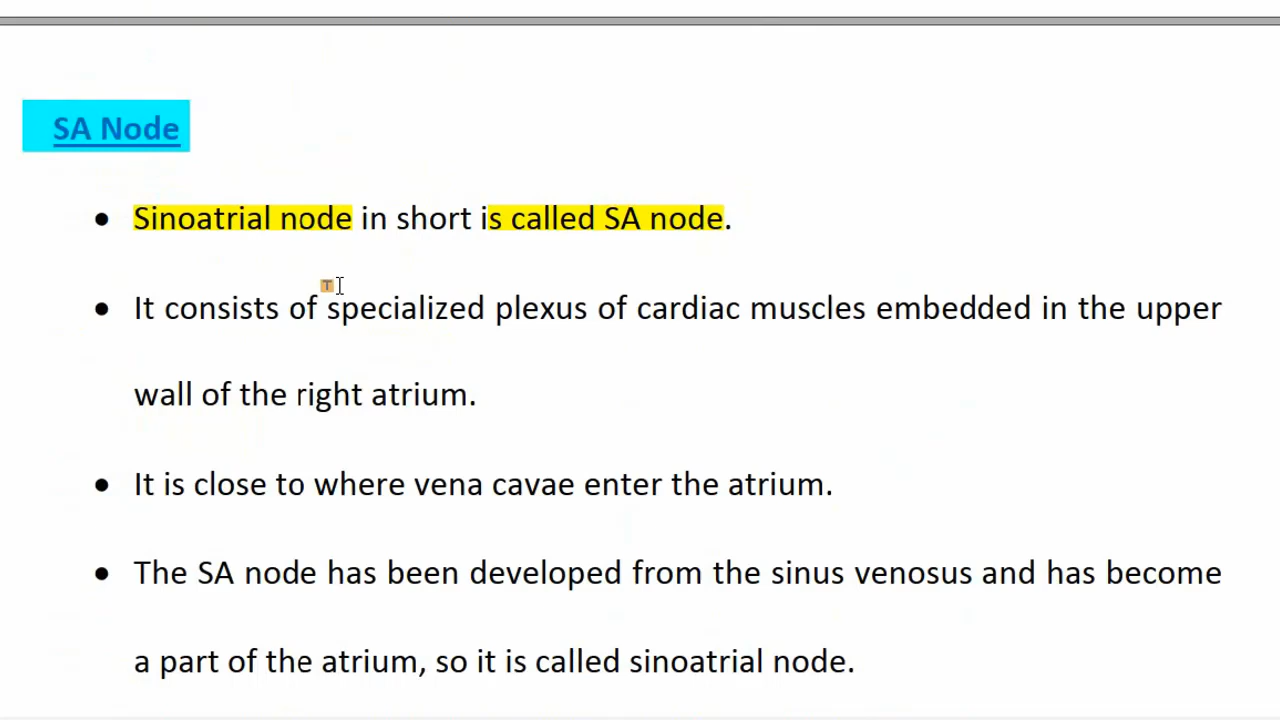 SA Node
• Sinoatrial node in short is called SA node.
• It consists of specialized plexus of cardiac muscles embedded in the upper
wall of the right atrium.
• It is close to where vena cavae enter the atrium.
• The SA node has been developed from the sinus venosus and has become
a part of the atrium, so it is called sinoatrial node.